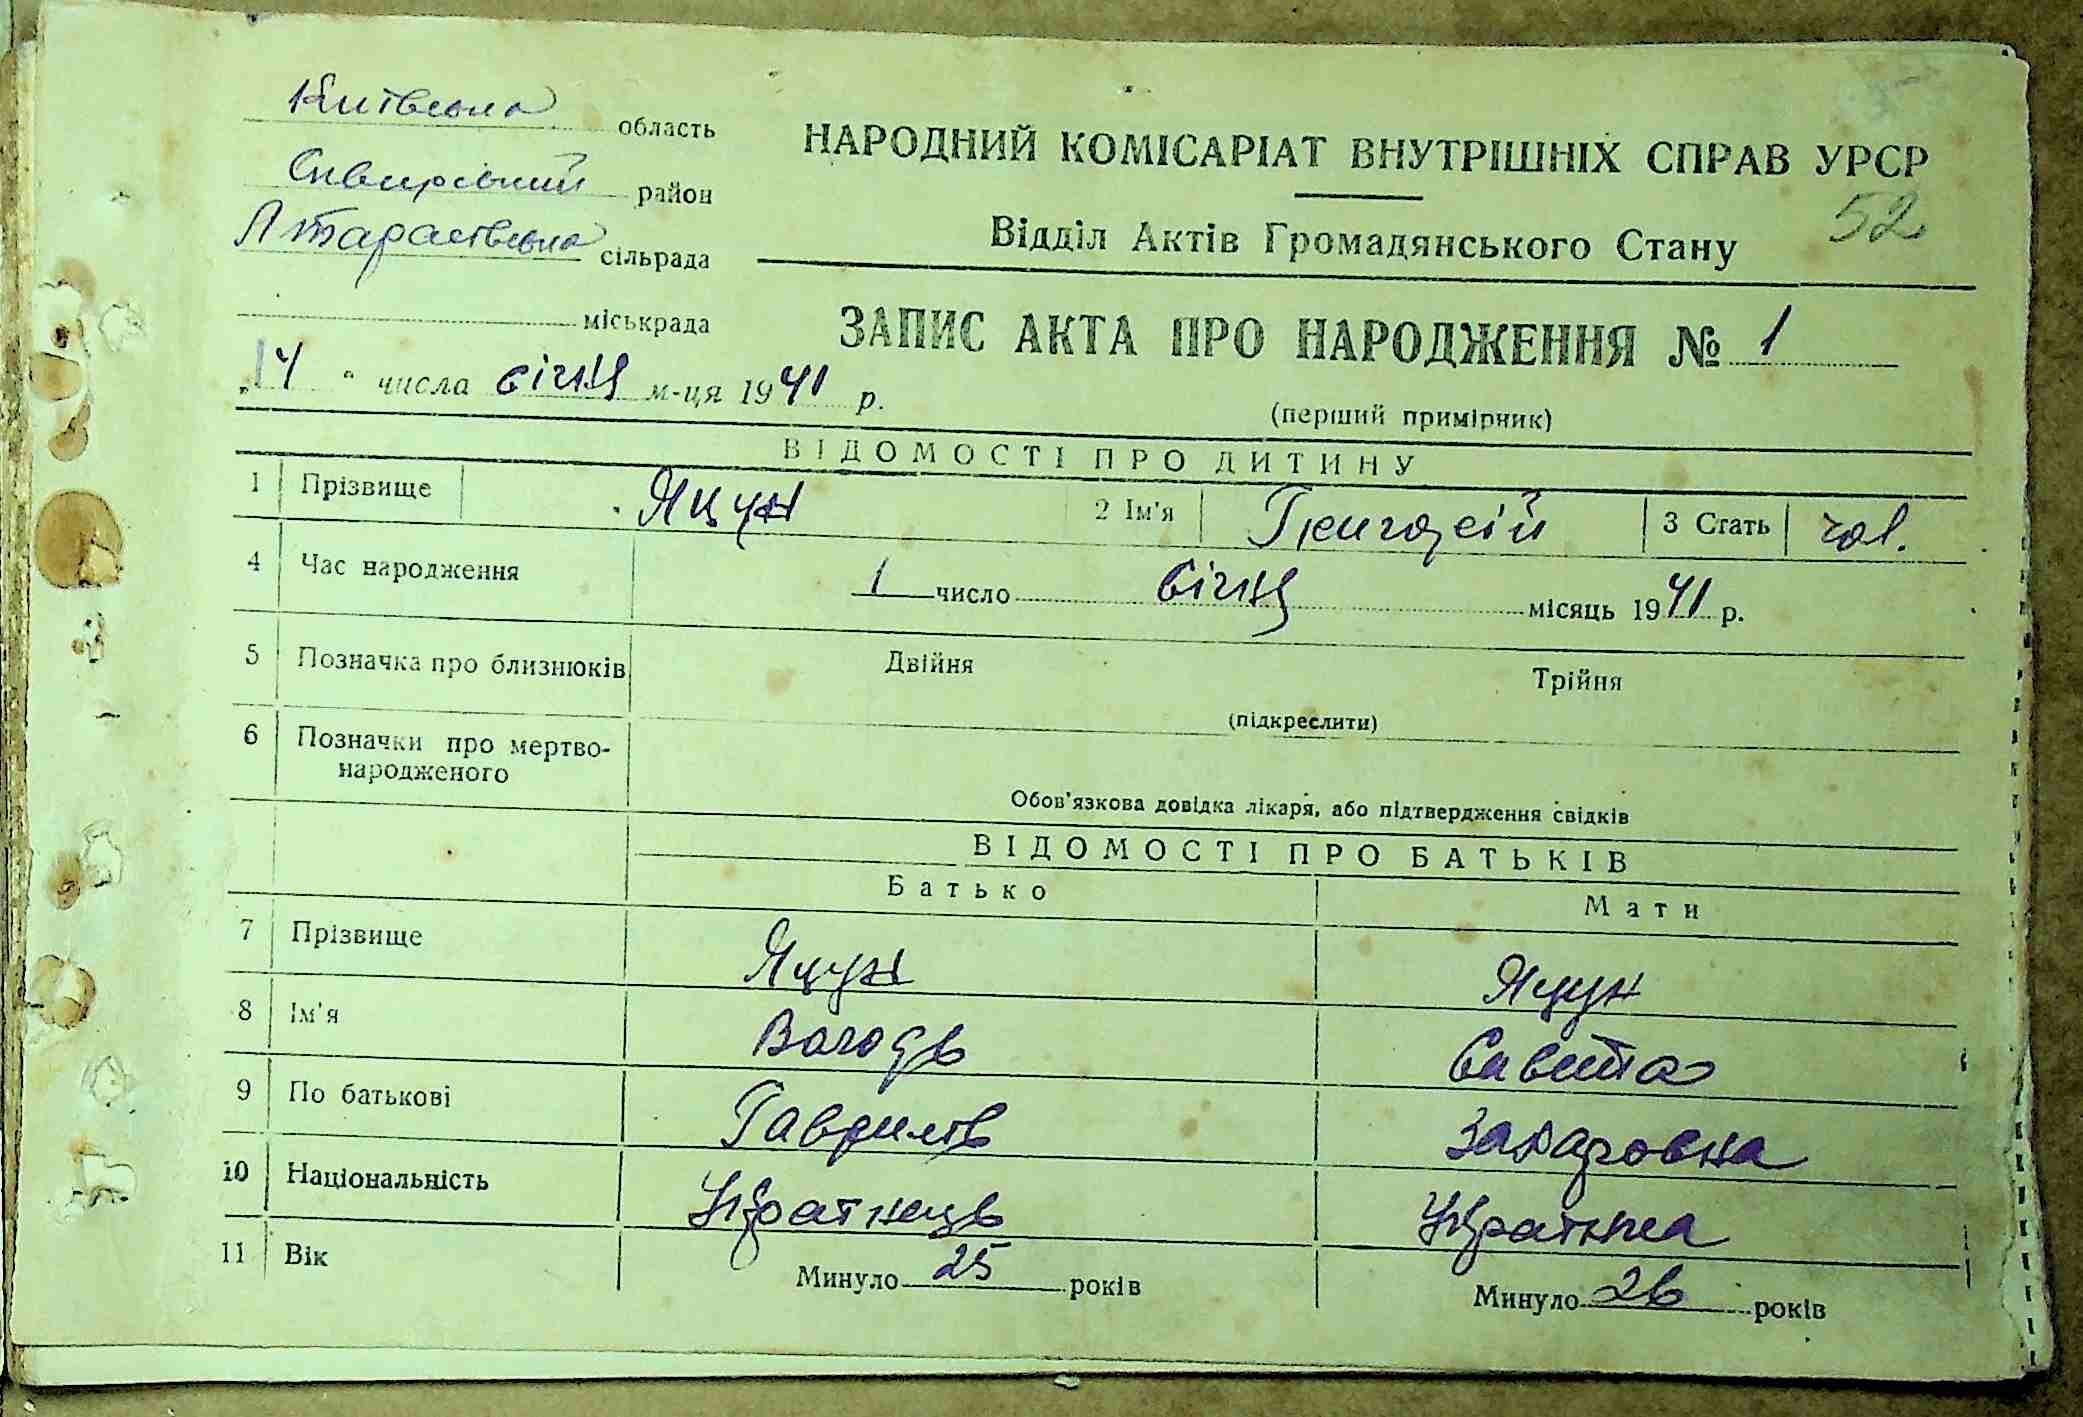 Київська область
Сквирський район
П тарасівська сільрада
міськрада
НАРОДНИЙ КОМІСАРІАТ ВНУТРІШНІХ СПРАВ УРСР
52
Відділ Актів Громадянського Стану
ЗАПИС АКТА ПРО НАРОДЖЕННЯ № 1
„14" числа січня м-ця 1941 р.
(перший примірник)
ВІДОМОСТІ ПРО ДИТИНУ
1 Прізвище Яцун 2 Ім'я Григорій 3 Стать чол.
4 Час народження 1 число січня місяць 1941 р.
5 Позначка про близнюків Двійня Трійня
(підкреслити)
6 Позначки про мертво-
народженого
Обов'язкова довідка лікаря, або підтвердження свідків
ВІДОМОСТІ ПРО БАТЬКІВ
Батько Мати
7 Прізвище Яцун Яцун
8 Ім'я Володь
9 По батькові Гаврилів Захаровна
10 Національність Українець Українка
11 Вік Минуло 25 років Минуло 26 років